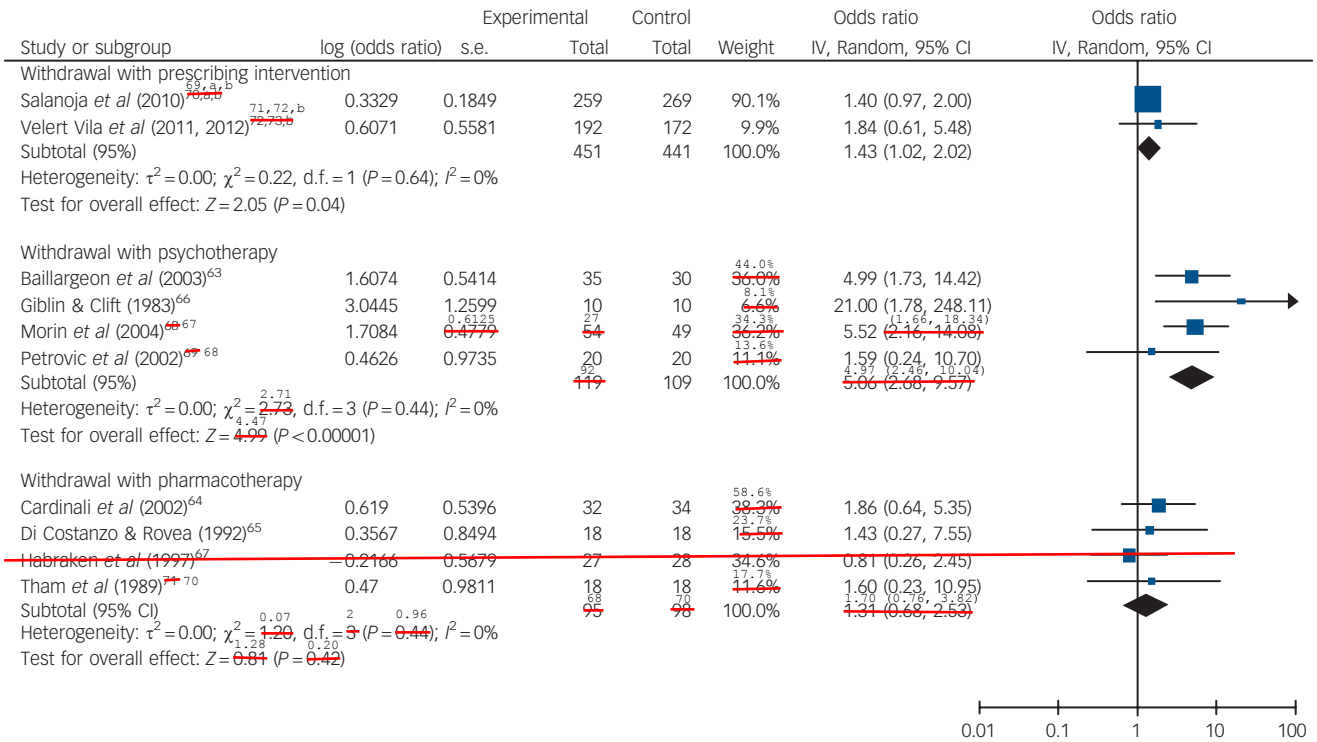 Experimental Control Odds ratio Odds ratio
Study or subgroup log (odds ratio) s.e. Total Total Weight IV, Random, 95% CI IV, Random, 95% CI
Withdrawal with prescribing intervention
69,a,b
Salanoja et al (2010)70,a,b 0.3329 0.1849 259 269 90.1% 1.40 (0.97, 2.00)
71,72,b
Velert Vila et al (2011, 2012)72,73,b 0.6071 0.5581 192 172 9.9% 1.84 (0.61, 5.48)
Subtotal (95%) 451 441 100.0% 1.43 (1.02, 2.02)
Heterogeneity: τ² = 0.00; χ² = 0.22, d.f. = 1 (P = 0.64); I² = 0%
Test for overall effect: Z = 2.05 (P = 0.04)
Withdrawal with psychotherapy
44.0%
Baillargeon et al (2003)63 1.6074 0.5414 35 30 36.0% 4.99 (1.73, 14.42)
8.1%
Giblin & Clift (1983)66 3.0445 1.2599 10 10 6.6% 21.00 (1.78, 248.11)
0.6125 27 34.3% (1.66, 18.34)
Morin et al (2004)68 67 1.7084 0.4779 54 49 36.2% 5.52 (2.16, 14.08)
13.6%
Petrovic et al (2002)69 68 0.4626 0.9735 20 20 11.1% 1.59 (0.24, 10.70)
92 4.97 (2.46, 10.04)
Subtotal (95%) 119 109 100.0% 5.06 (2.68, 9.57)
2.71
Heterogeneity: τ² = 0.00; χ² = 2.73, d.f. = 3 (P = 0.44); I² = 0%
4.47
Test for overall effect: Z = 4.99 (P < 0.00001)
Withdrawal with pharmacotherapy
58.6%
Cardinali et al (2002)64 0.619 0.5396 32 34 38.3% 1.86 (0.64, 5.35)
23.7%
Di Costanzo & Rovea (1992)65 0.3567 0.8494 18 18 15.5% 1.43 (0.27, 7.55)
Habraken et al (1997)67 −0.2166 0.5679 27 28 34.6% 0.81 (0.26, 2.45)
17.7%
Tham et al (1989)71 70 0.47 0.9811 18 18 11.6% 1.60 (0.23, 10.95)
68 70 1.70 (0.76, 3.82)
Subtotal (95% CI) 95 98 100.0% 1.31 (0.68, 2.53)
0.07 2 0.96
Heterogeneity: τ² = 0.00; χ² = 1.20, d.f. = 3 (P = 0.44); I² = 0%
1.28 0.20
Test for overall effect: Z = 0.81 (P = 0.42)
0.01 0.1 1 10 100